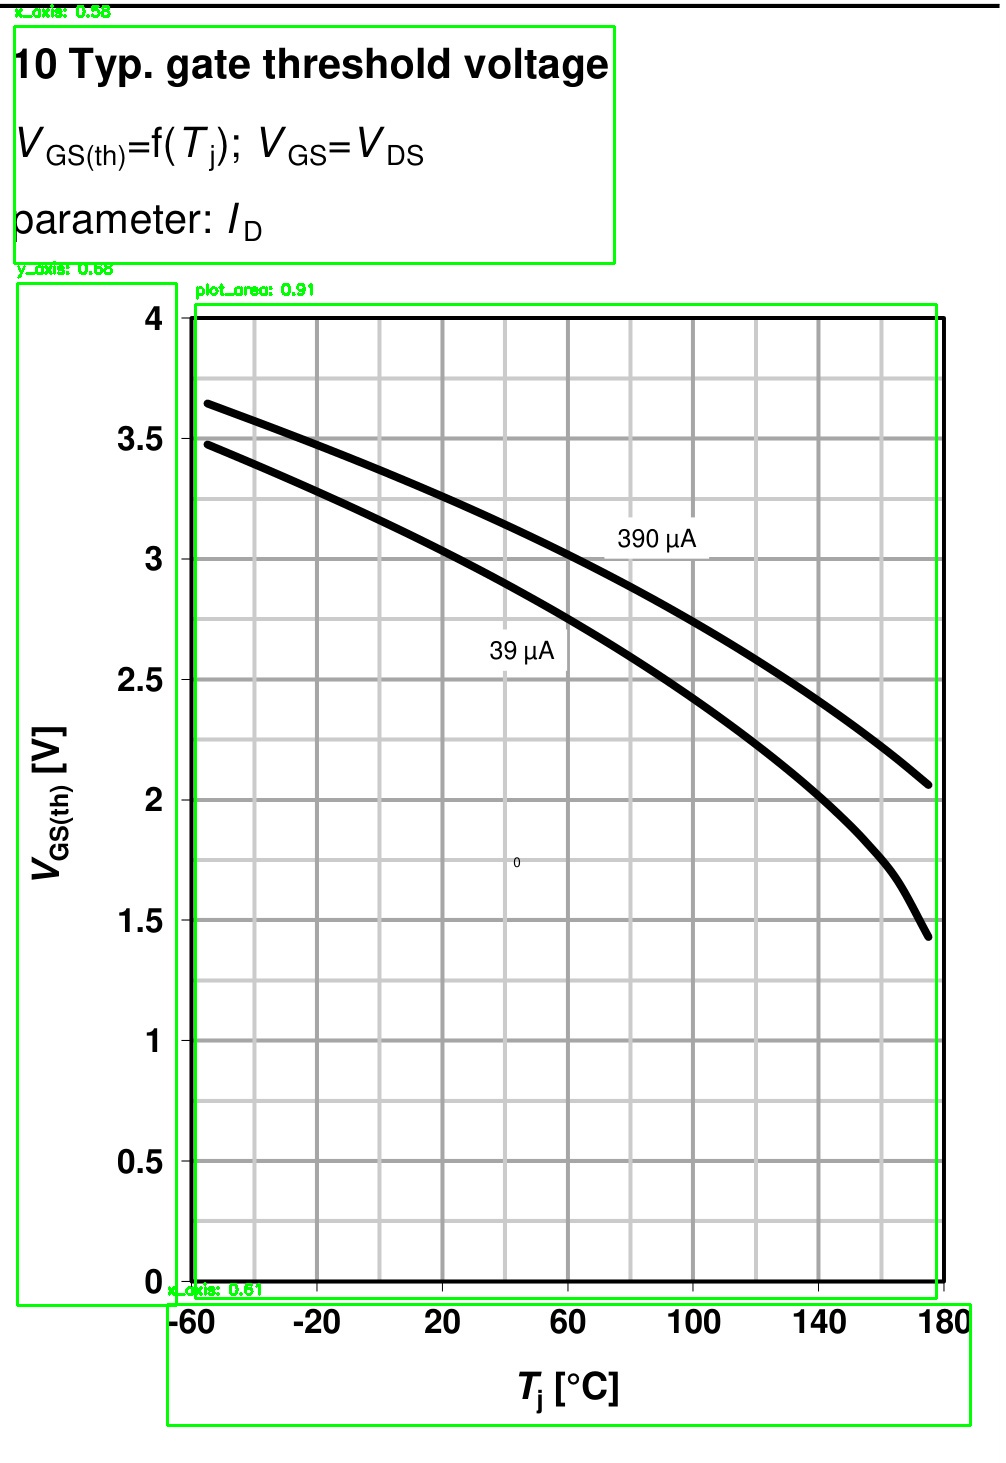 x_axis: 0.58
10 Typ. gate threshold voltage
VGS(th)=f(Tj); VGS=VDS
parameter: ID
y_axis: 0.68
plot_area: 0.91
4
3.5
3
2.5
2
1.5
1
0.5
0
VGS(th) [V]
390 µA
39 µA
0
x_axis: 0.61
-60 -20 20 60 100 140 180
Tj [°C]